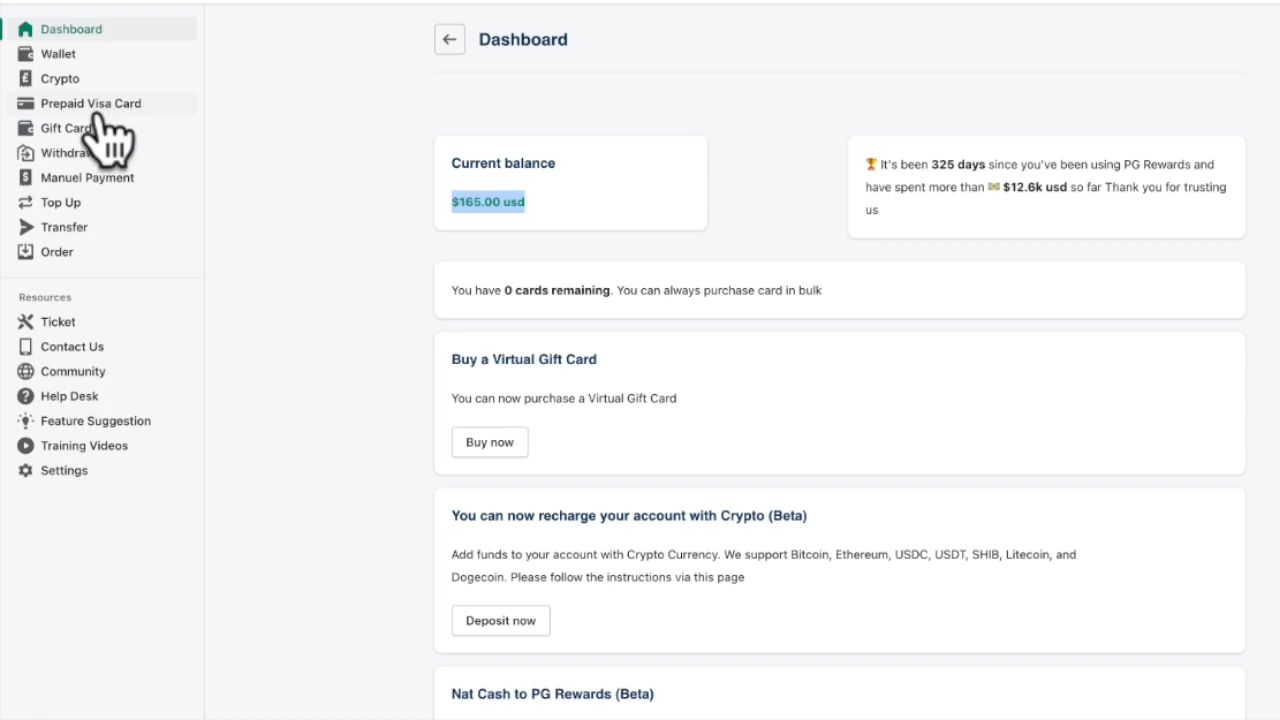 Dashboard
Wallet
Crypto
Prepaid Visa Card
Gift Card
Withdraw
Manuel Payment
Top Up
Transfer
Order
Resources
Ticket
Contact Us
Community
Help Desk
Feature Suggestion
Training Videos
Settings
Dashboard
Current balance
$165.00 usd
🏆 It's been 325 days since you've been using PG Rewards and
have spent more than 💵 $12.6k usd so far Thank you for trusting
us
You have 0 cards remaining. You can always purchase card in bulk
Buy a Virtual Gift Card
You can now purchase a Virtual Gift Card
Buy now
You can now recharge your account with Crypto (Beta)
Add funds to your account with Crypto Currency. We support Bitcoin, Ethereum, USDC, USDT, SHIB, Litecoin, and
Dogecoin. Please follow the instructions via this page
Deposit now
Nat Cash to PG Rewards (Beta)